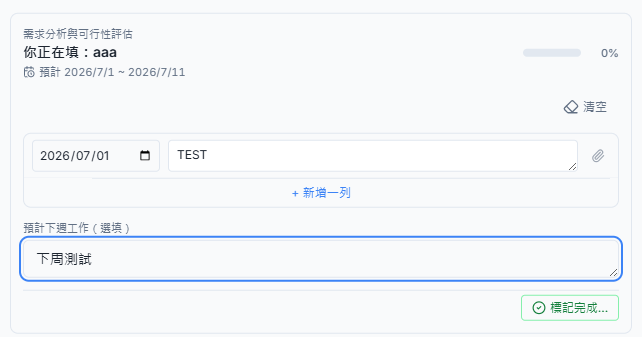 需求分析與可行性評估
你正在填：aaa
0%
預計 2026/7/1 ~ 2026/7/11
清空
2026/07/01
TEST
+ 新增一列
預計下週工作（選填）
下周測試
標記完成...